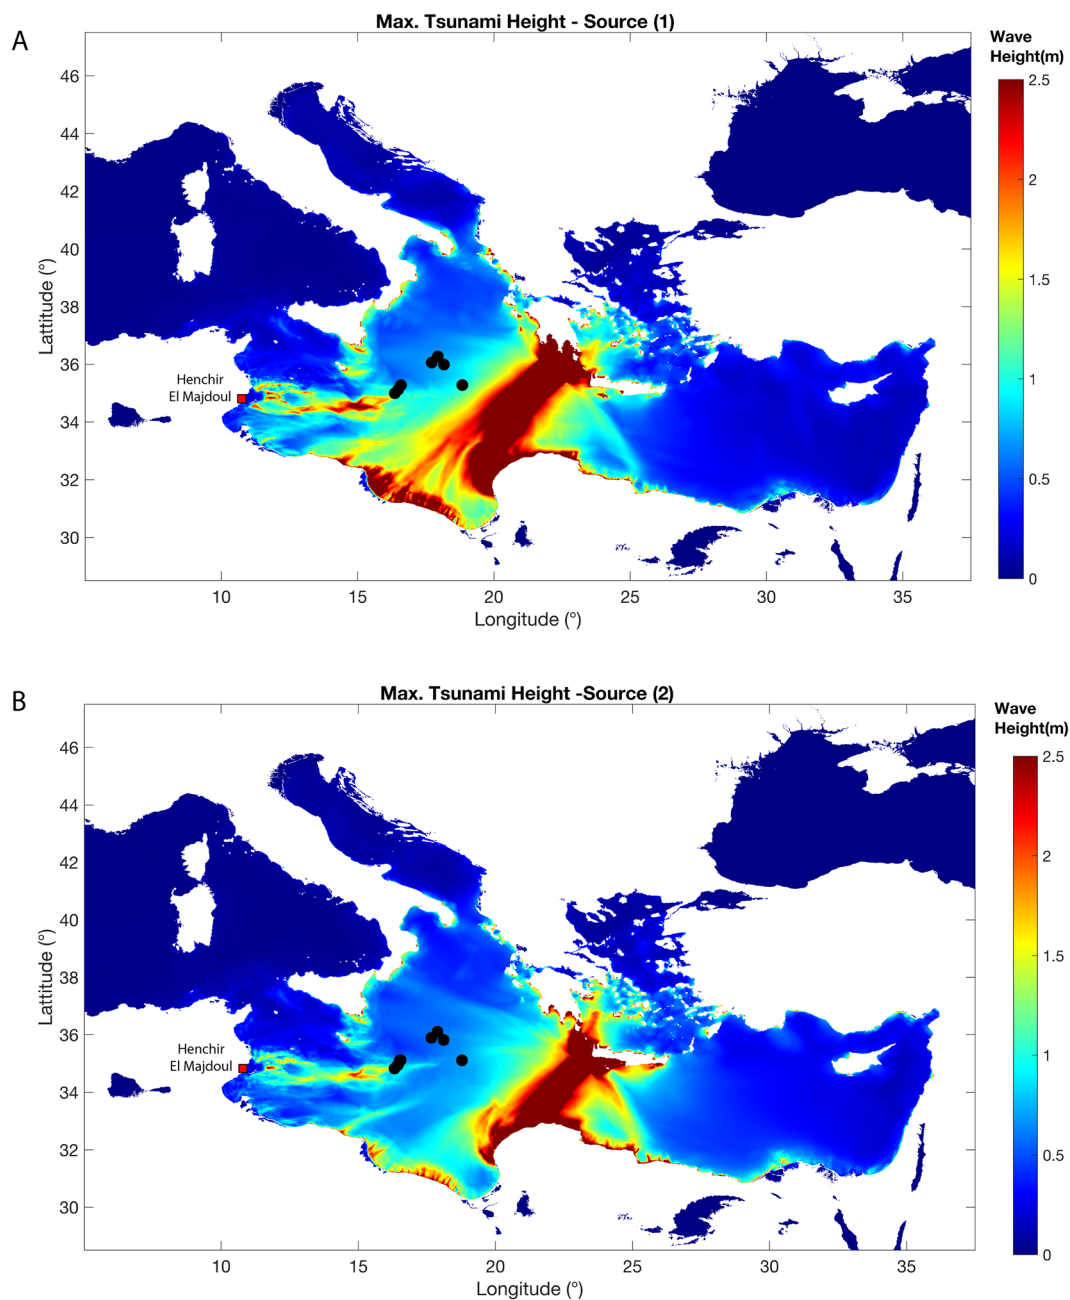 A
Max. Tsunami Height - Source (1)
Wave
Height(m)
46
44
42
40
38
36
34
32
30
Lattitude (°)
Henchir
El Majdoul
10
15
20
25
30
35
Longitude (°)
2.5
2
1.5
1
0.5
0
B
Max. Tsunami Height -Source (2)
Wave
Height(m)
46
44
42
40
38
36
34
32
30
Lattitude (°)
Henchir
El Majdoul
10
15
20
25
30
35
Longitude (°)
2.5
2
1.5
1
0.5
0